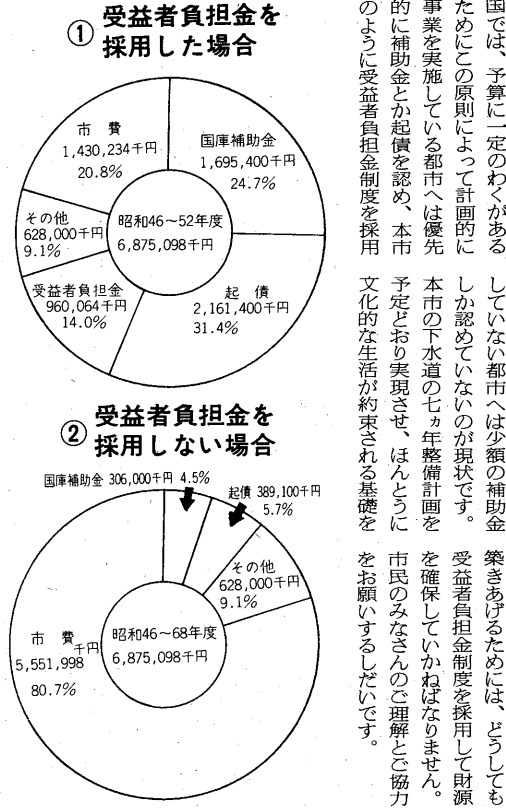 ① 受益者負担金を
採用した場合
市 費
1,430,234千円
20.8%
国庫補助金
1,695,400千円
24.7%
その他
628,000千円
9.1%
昭和46～52年度
6,875,098千円
受益者負担金
960,064千円
14.0%
起 債
2,161,400千円
31.4%
② 受益者負担金を
採用しない場合
国庫補助金 306,000千円 4.5%
起債 389,100千円
5.7%
その他
628,000千円
9.1%
市 費
千円
5,551,998
80.7%
昭和46～68年度
6,875,098千円
国では、予算に一定のわくがある
ためにこの原則によって計画的に
事業を実施している都市へは優先
的に補助金とか起債を認め、本市
のように受益者負担金制度を採用
していない都市へは少額の補助金
しか認めていないのが現状です。
本市の下水道の七ヵ年整備計画を
予定どおり実現させ、ほんとうに
文化的な生活が約束される基礎を
築きあげるためには、どうしても
受益者負担金制度を採用して財源
を確保していかねばなりません。
市民のみなさんのご理解とご協力
をお願いするしだいです。